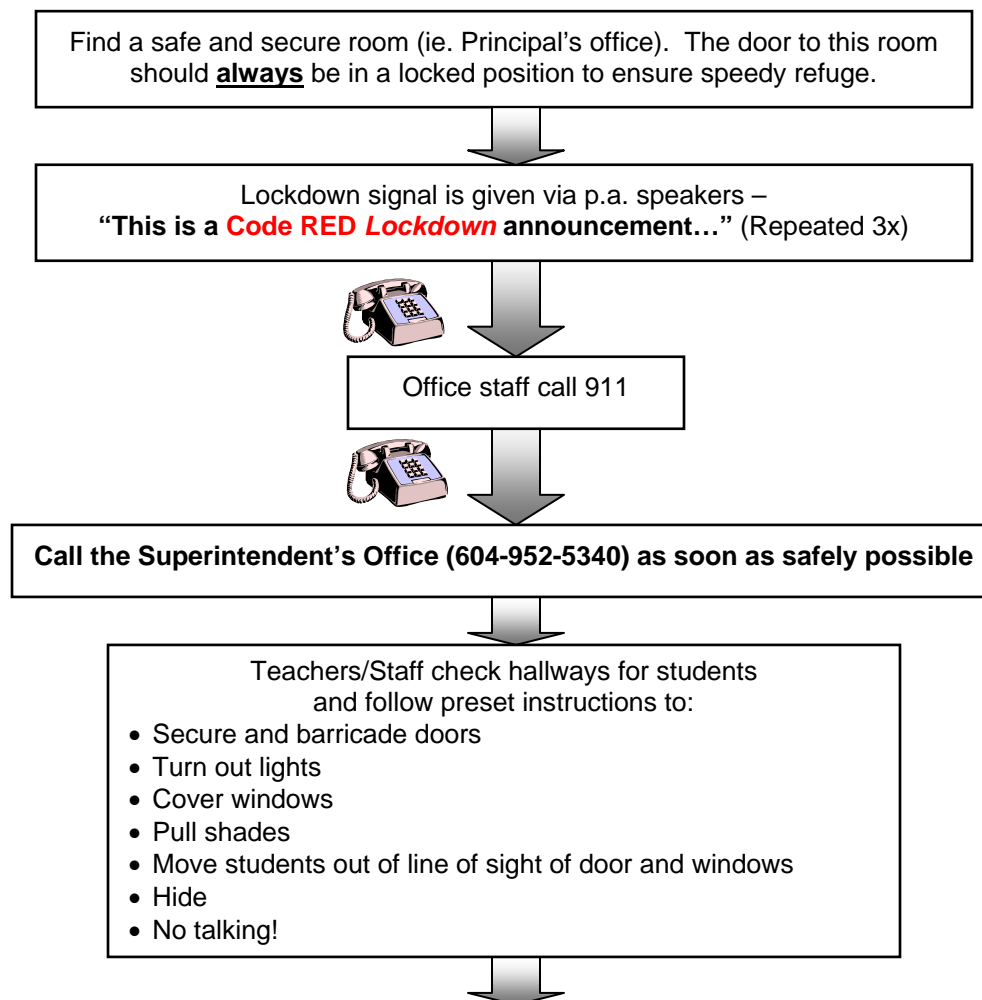 Find a safe and secure room (ie. Principal's office).  The door to this room
should always be in a locked position to ensure speedy refuge.
Lockdown signal is given via p.a. speakers –
“This is a Code RED Lockdown announcement…” (Repeated 3x)
Office staff call 911
Call the Superintendent’s Office (604-952-5340) as soon as safely possible
Teachers/Staff check hallways for students
and follow preset instructions to:
• Secure and barricade doors
• Turn out lights
• Cover windows
• Pull shades
• Move students out of line of sight of door and windows
• Hide
• No talking!